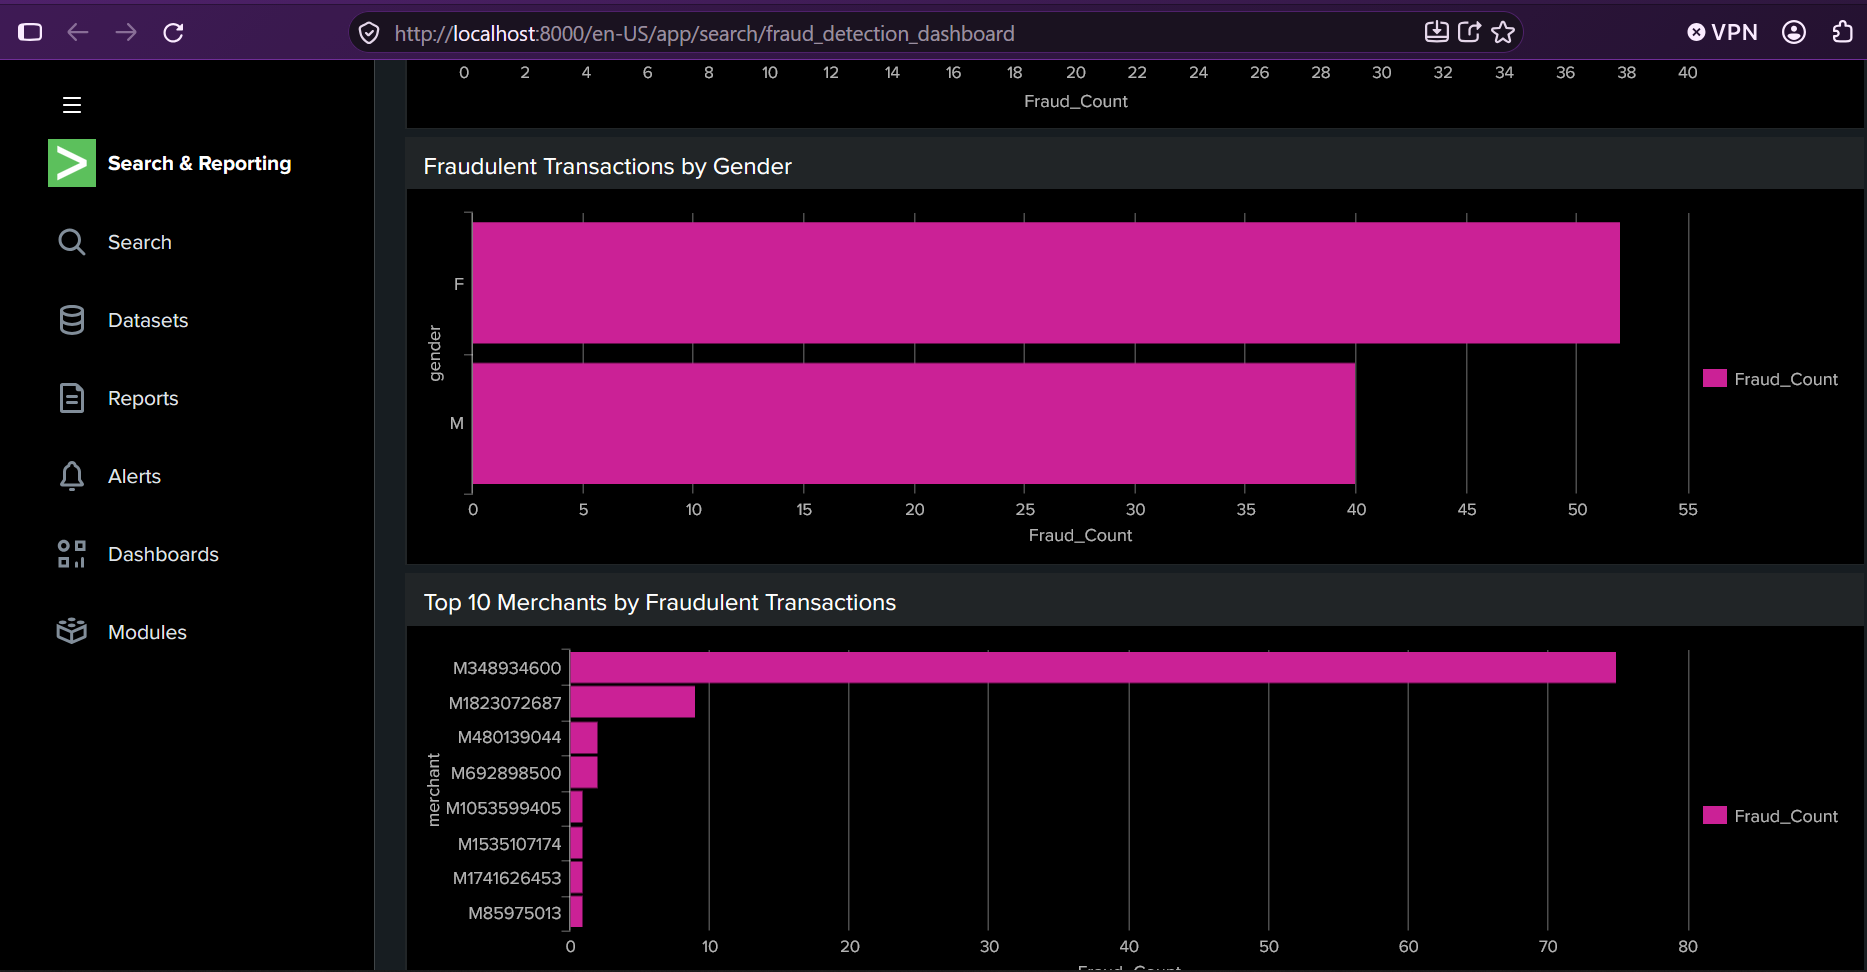 http://localhost:8000/en-US/app/search/fraud_detection_dashboard
VPN
Search & Reporting
Search
Datasets
Reports
Alerts
Dashboards
Modules
0 2 4 6 8 10 12 14 16 18 20 22 24 26 28 30 32 34 36 38 40
Fraud_Count
Fraudulent Transactions by Gender
gender
F
M
0 5 10 15 20 25 30 35 40 45 50 55
Fraud_Count
Fraud_Count
Top 10 Merchants by Fraudulent Transactions
merchant
M348934600
M1823072687
M480139044
M692898500
M1053599405
M1535107174
M1741626453
M85975013
Fraud_Count
0 10 20 30 40 50 60 70 80
Fraud_Count